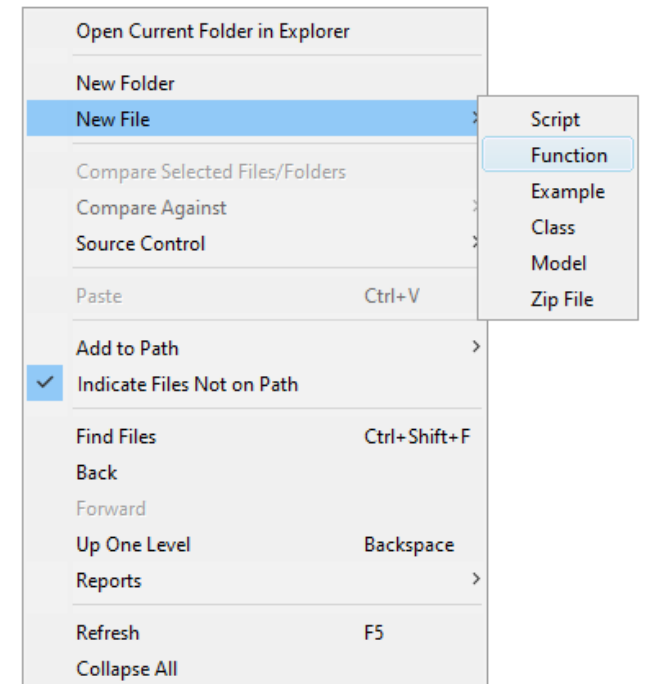 Open Current Folder in Explorer
New Folder
New File
Script
Function
Example
Class
Model
Zip File
Compare Selected Files/Folders
Compare Against
Source Control
Paste Ctrl+V
Add to Path
Indicate Files Not on Path
Find Files Ctrl+Shift+F
Back
Forward
Up One Level Backspace
Reports
Refresh F5
Collapse All